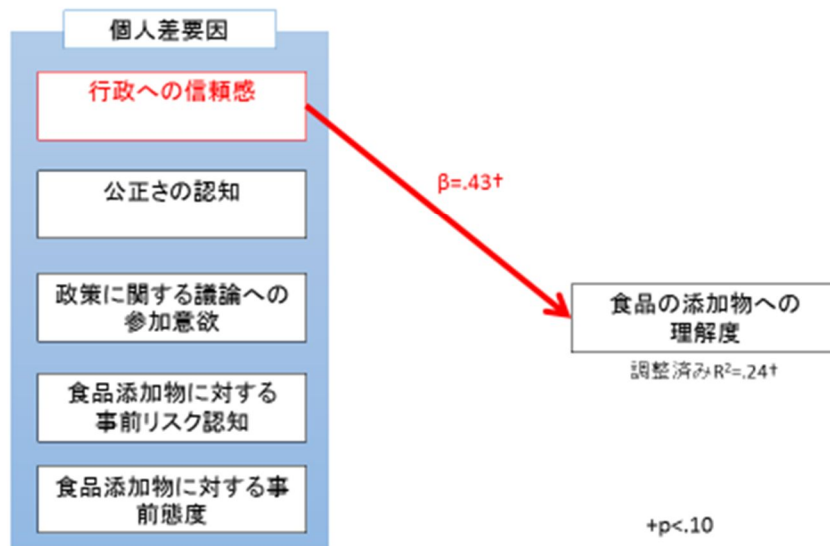 個人差要因
行政への信頼感
公正さの認知
政策に関する議論への
参加意欲
食品添加物に対する
事前リスク認知
食品添加物に対する事
前態度
β=.43†
食品の添加物への
理解度
調整済みR²=.24†
+p<.10